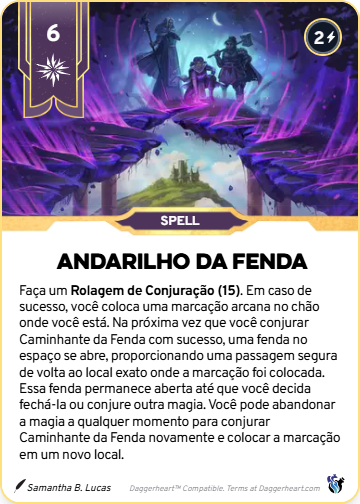 6
2
SPELL
ANDARILHO DA FENDA
Faça um Rolagem de Conjuração (15). Em caso de
sucesso, você coloca uma marcação arcana no chão
onde você está. Na próxima vez que você conjurar
Caminhante da Fenda com sucesso, uma fenda no
espaço se abre, proporcionando uma passagem segura
de volta ao local exato onde a marcação foi colocada.
Essa fenda permanece aberta até que você decida
fechá-la ou conjure outra magia. Você pode abandonar
a magia a qualquer momento para conjurar
Caminhante da Fenda novamente e colocar a marcação
em um novo local.
Samantha B. Lucas
Daggerheart™ Compatible. Terms at Daggerheart.com